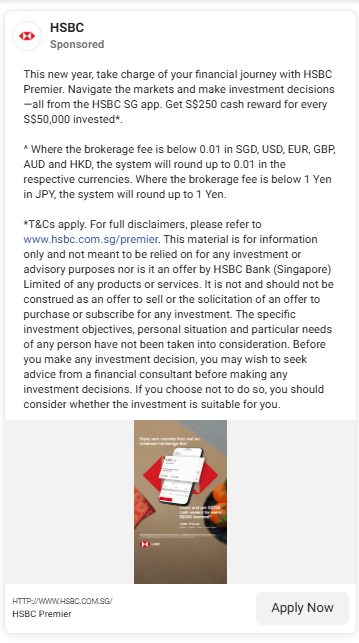 HSBC
Sponsored
This new year, take charge of your financial journey with HSBC
Premier. Navigate the markets and make investment decisions
—all from the HSBC SG app. Get S$250 cash reward for every
S$50,000 invested*.
^ Where the brokerage fee is below 0.01 in SGD, USD, EUR, GBP,
AUD and HKD, the system will round up to 0.01 in the
respective currencies. Where the brokerage fee is below 1 Yen
in JPY, the system will round up to 1 Yen.
*T&Cs apply. For full disclaimers, please refer to
www.hsbc.com.sg/premier. This material is for information
only and not meant to be relied on for any investment or
advisory purposes nor is it an offer by HSBC Bank (Singapore)
Limited of any products or services. It is not and should not be
construed as an offer to sell or the solicitation of an offer to
purchase or subscribe for any investment. The specific
investment objectives, personal situation and particular needs
of any person have not been taken into consideration. Before
you make any investment decision, you may wish to seek
advice from a financial consultant before making any
investment decisions. If you choose not to do so, you should
consider whether the investment is suitable for you.
HSBC
HTTP://WWW.HSBC.COM.SG/
HSBC Premier
Apply Now